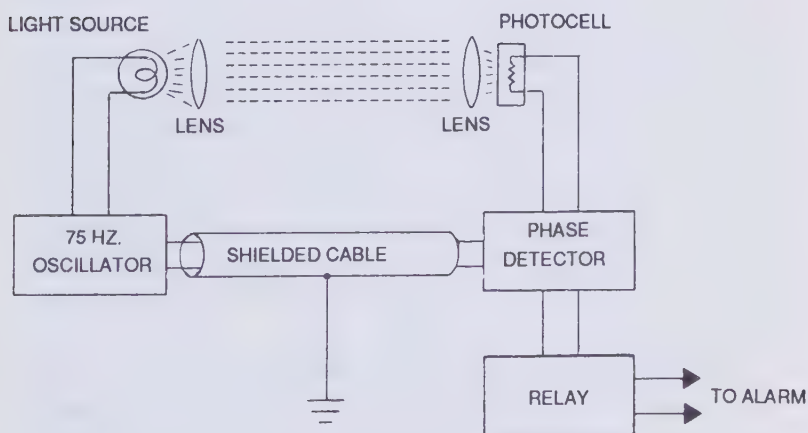 LIGHT SOURCE
PHOTOCELL
LENS
LENS
75 HZ.
OSCILLATOR
SHIELDED CABLE
PHASE
DETECTOR
RELAY
TO ALARM